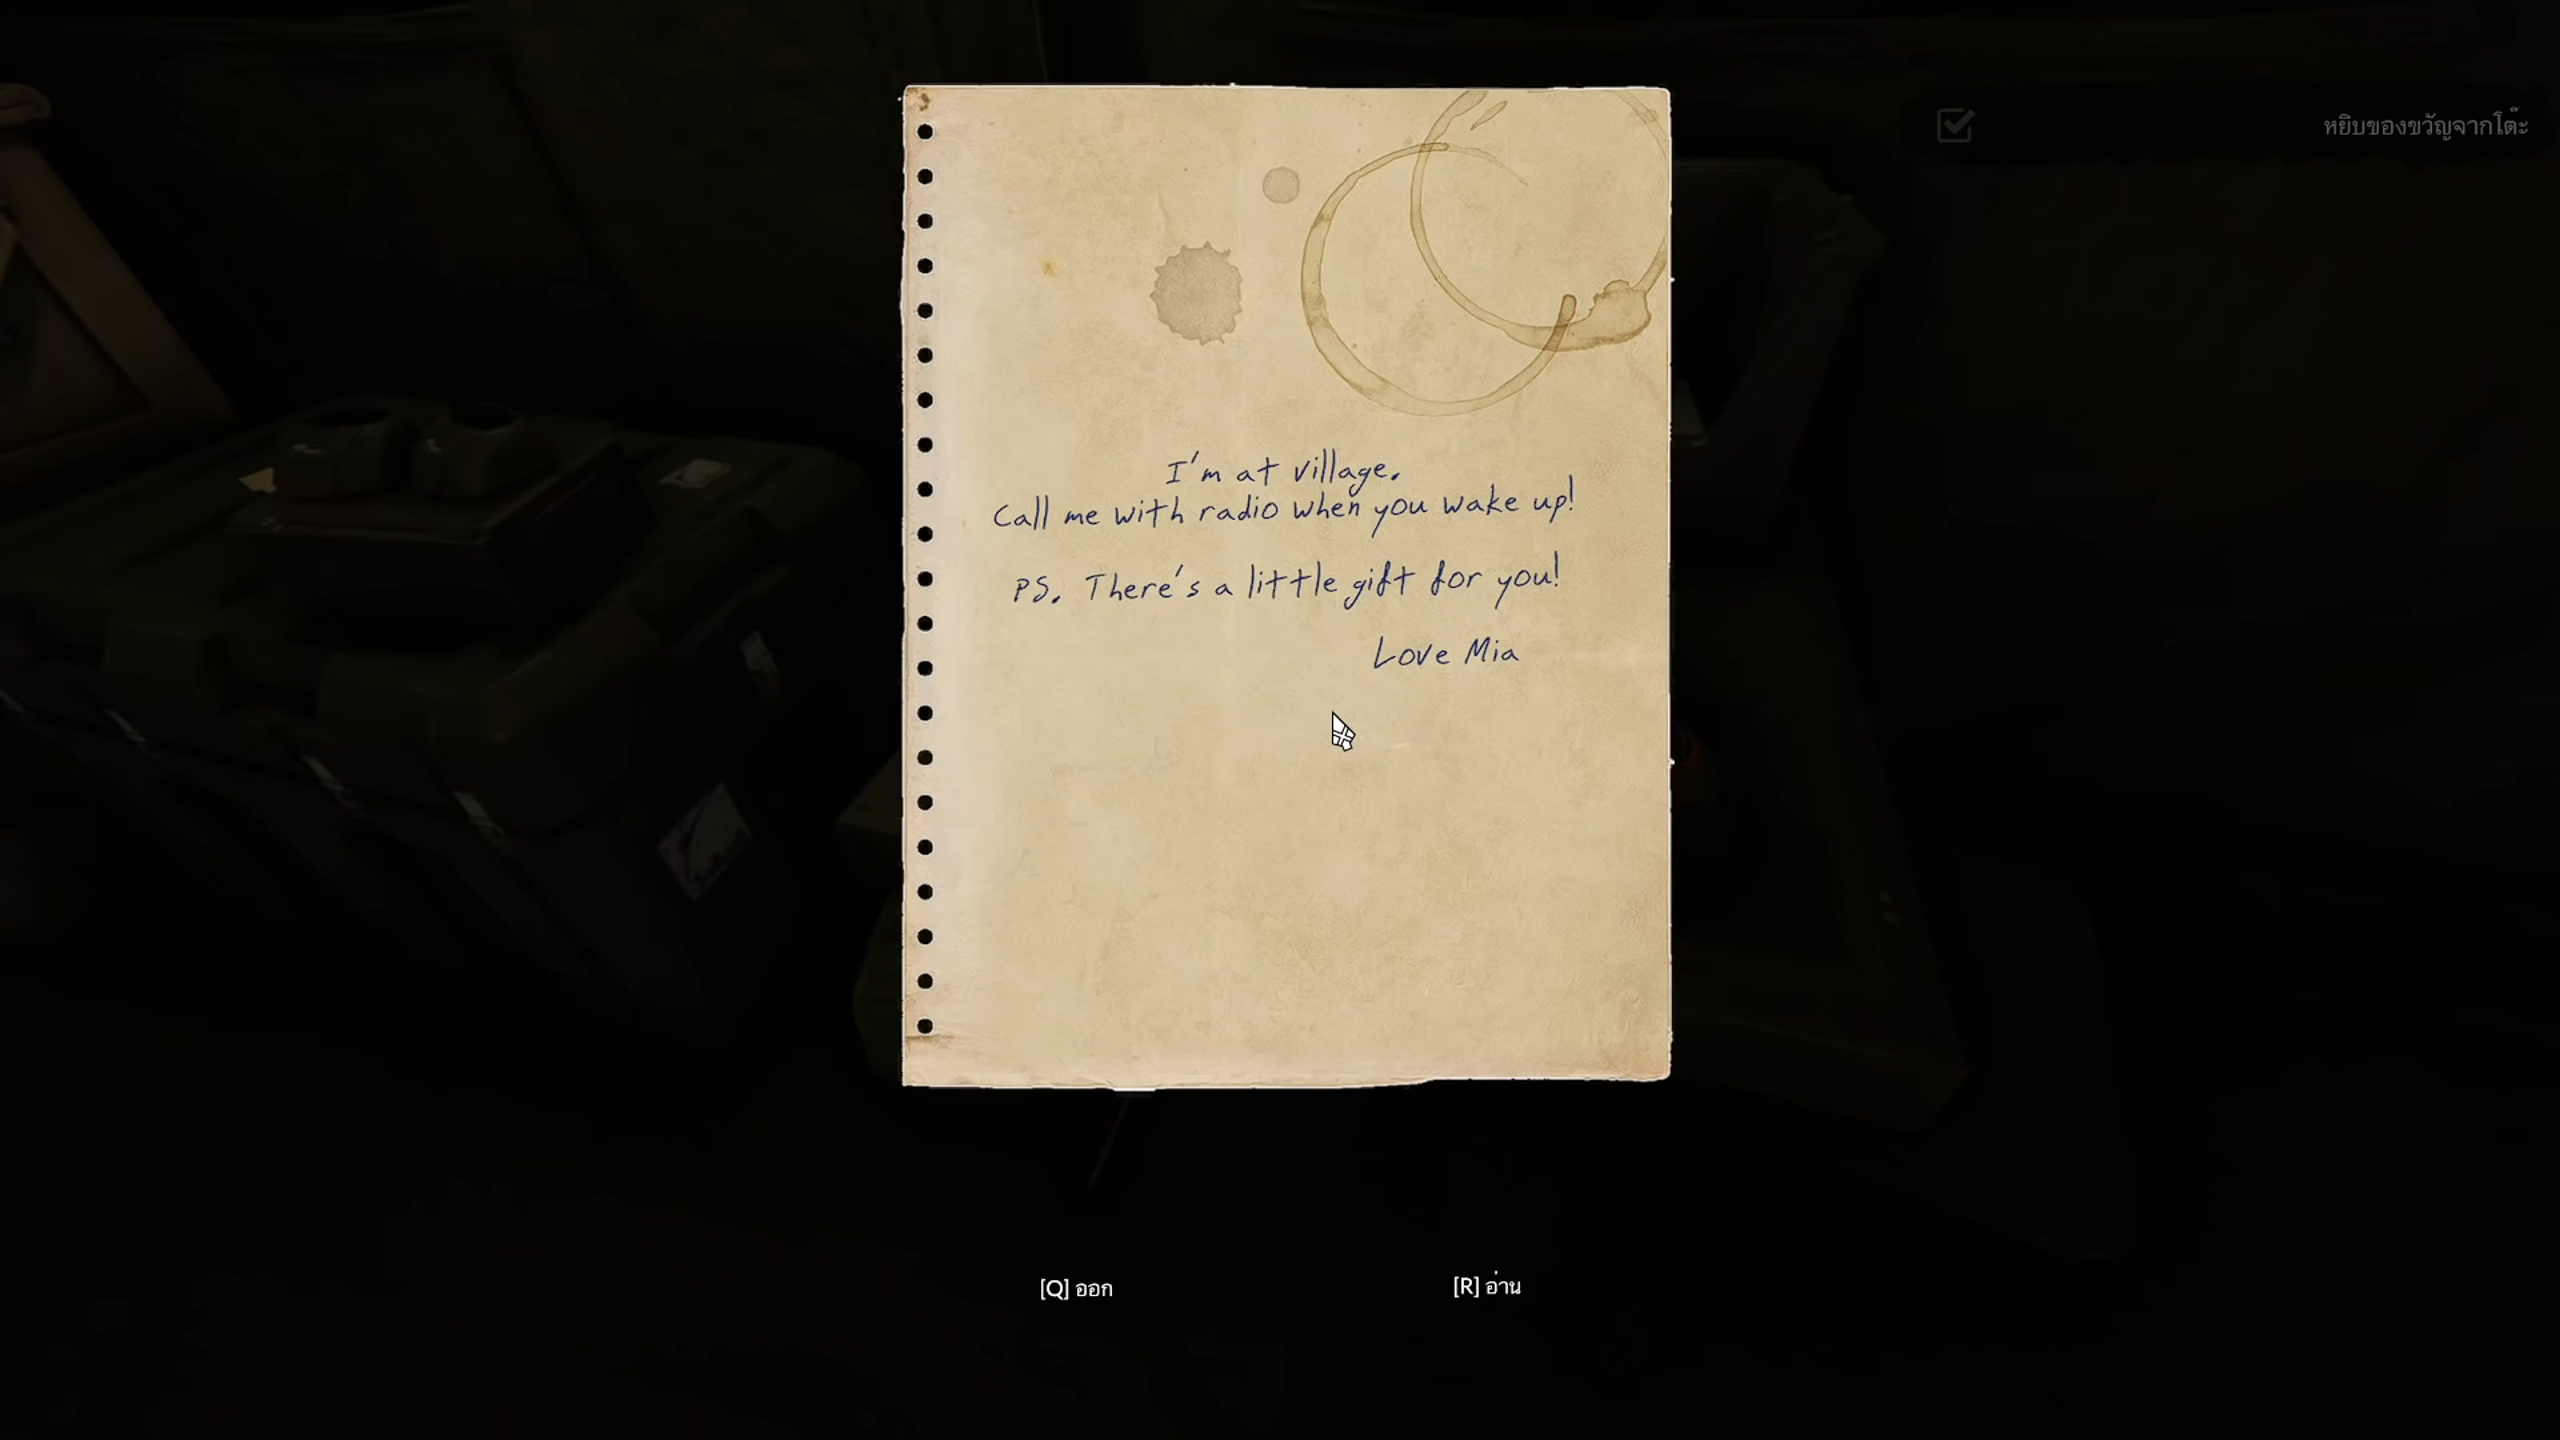 หยิบของขวัญจากโต๊ะ
I'm at village.
Call me with radio when you wake up!
PS. There's a little gift for you!
Love Mia
[Q] ออก
[R] อ่าน